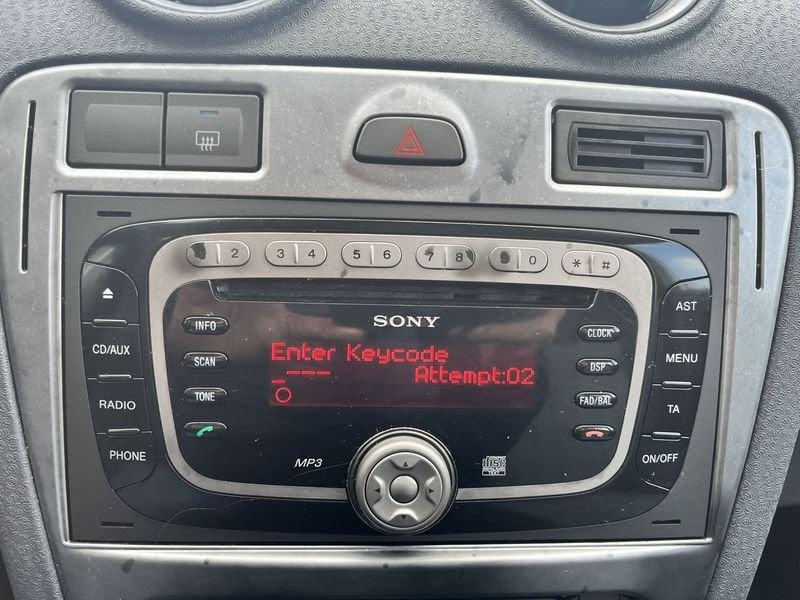 2
3 4
5 6
7 8
0
* #
SONY
INFO
SCAN
TONE
CD/AUX
RADIO
PHONE
Enter Keycode
_ --- Attempt:02
CLOCK
DSP
FAD/BAL
AST
MENU
TA
ON/OFF
MP3